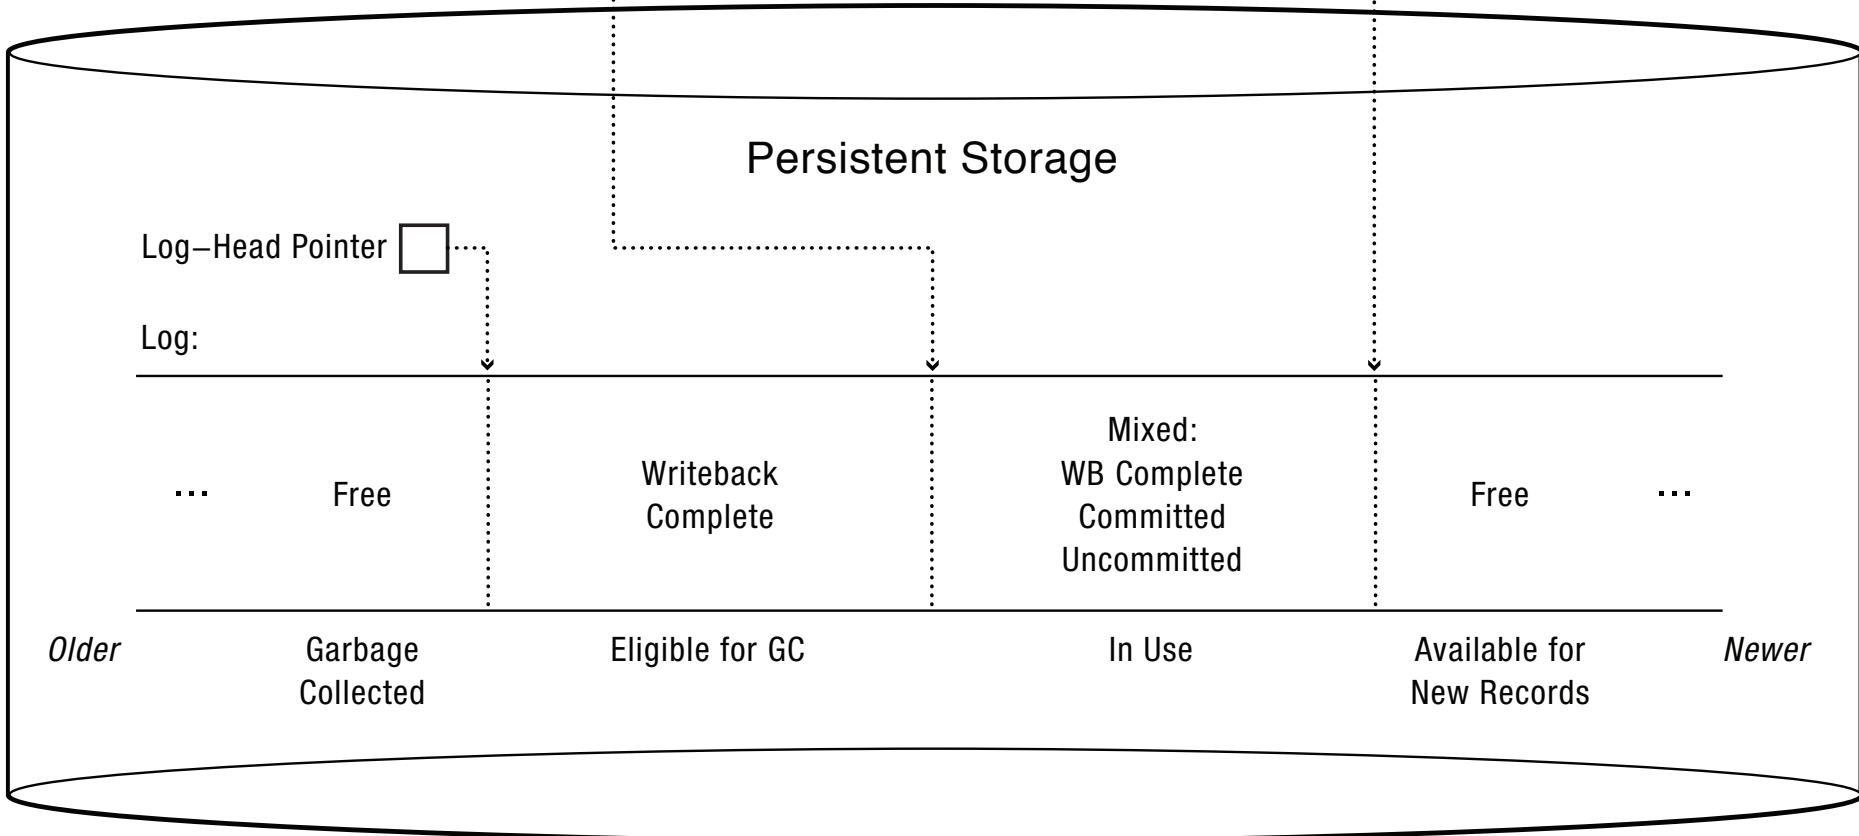 Persistent Storage
Log–Head Pointer
Log:
... Free
Writeback
Complete
Mixed:
WB Complete
Committed
Uncommitted
Free ...
Older
Garbage
Collected
Eligible for GC
In Use
Available for
New Records
Newer